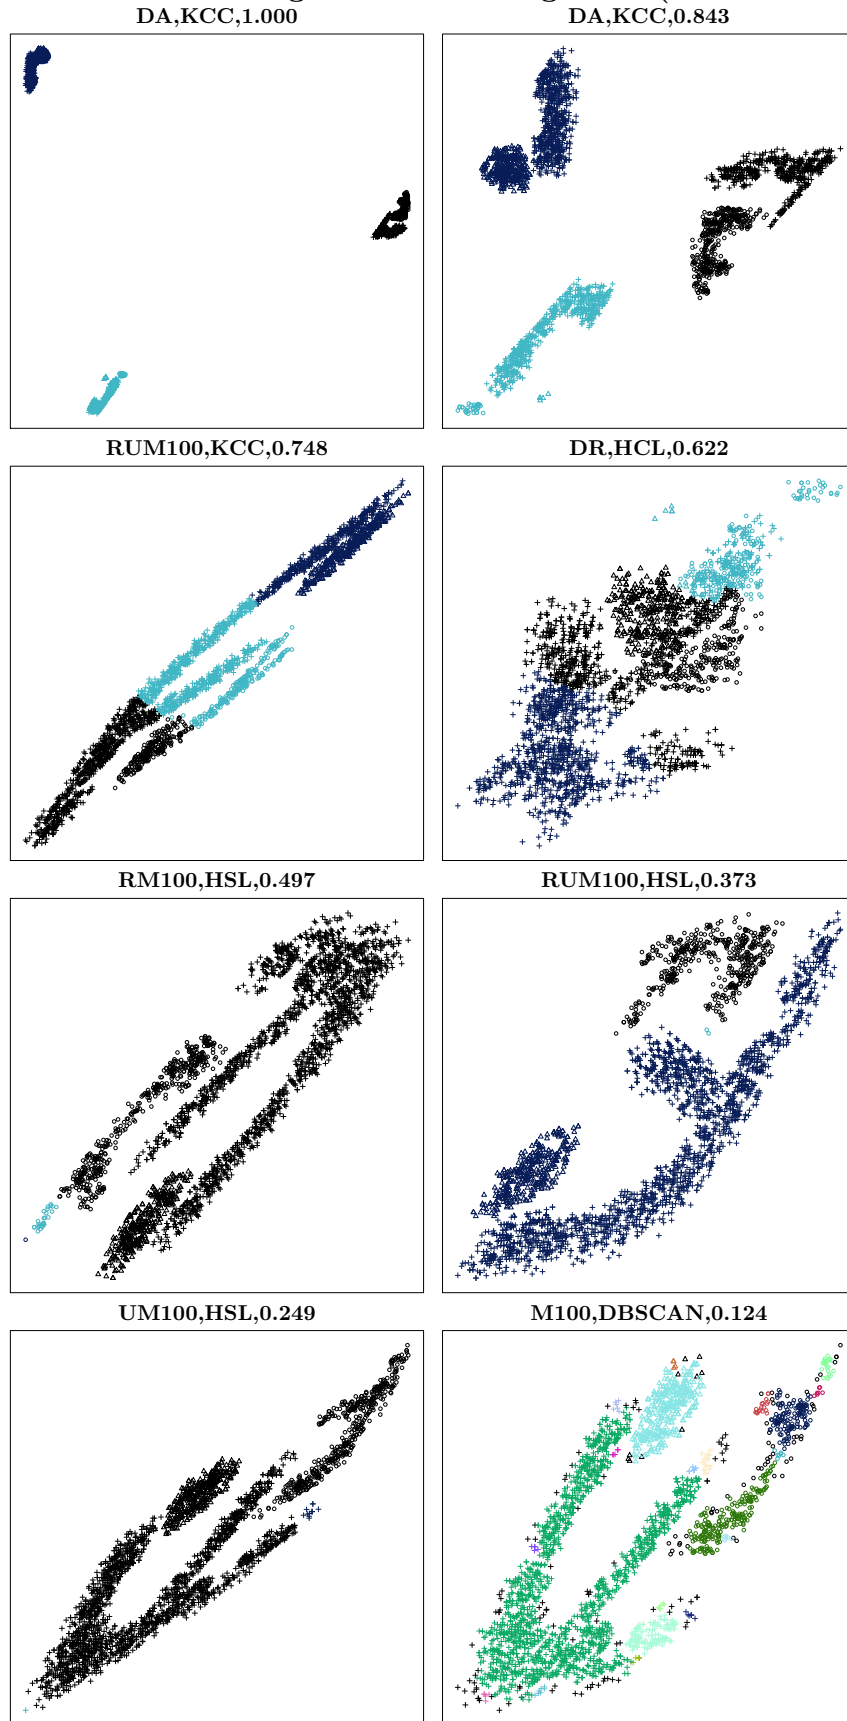 DA,KCC,1.000
DA,KCC,0.843
RUM100,KCC,0.748
DR,HCL,0.622
RM100,HSL,0.497
RUM100,HSL,0.373
UM100,HSL,0.249
M100,DBSCAN,0.124